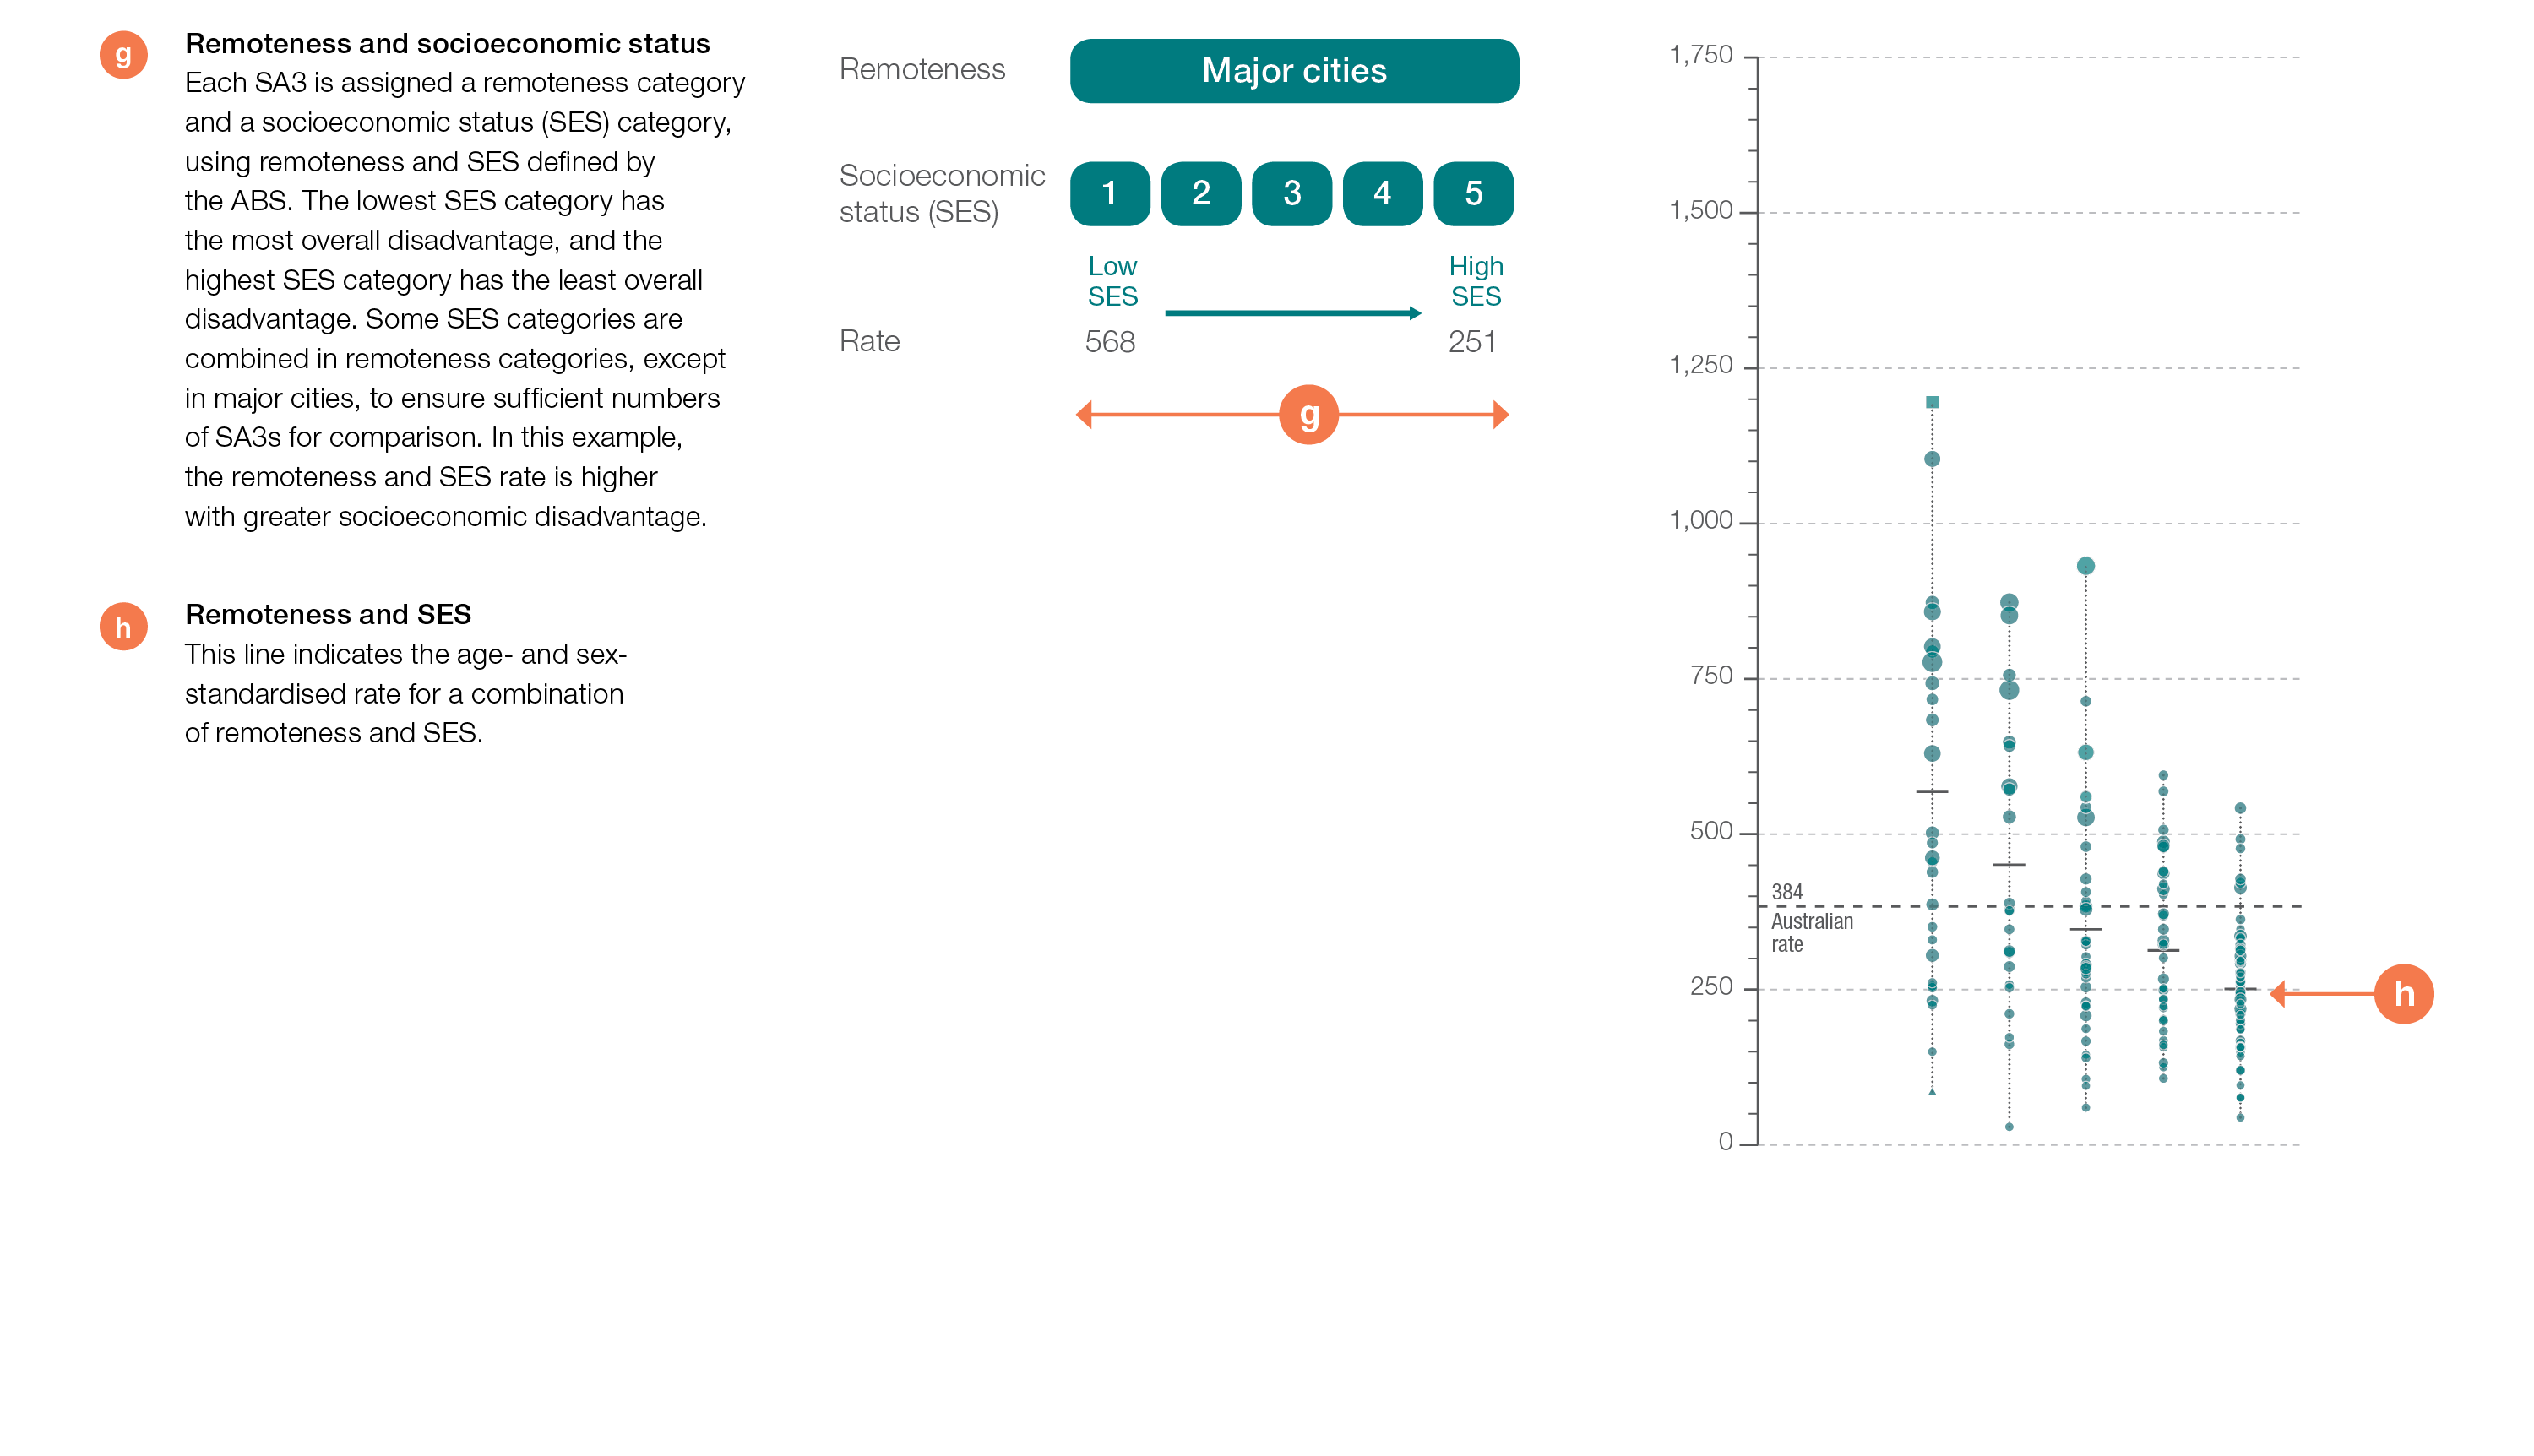 g
Remoteness and socioeconomic status
Each SA3 is assigned a remoteness category
and a socioeconomic status (SES) category,
using remoteness and SES defined by
the ABS. The lowest SES category has
the most overall disadvantage, and the
highest SES category has the least overall
disadvantage. Some SES categories are
combined in remoteness categories, except
in major cities, to ensure sufficient numbers
of SA3s for comparison. In this example,
the remoteness and SES rate is higher
with greater socioeconomic disadvantage.
h
Remoteness and SES
This line indicates the age- and sex-
standardised rate for a combination
of remoteness and SES.
Remoteness
Major cities
Socioeconomic
status (SES)
1 2 3 4 5
Low
SES
High
SES
Rate
568
251
g
1,750
1,500
1,250
1,000
750
500
384
Australian
rate
250
0
h